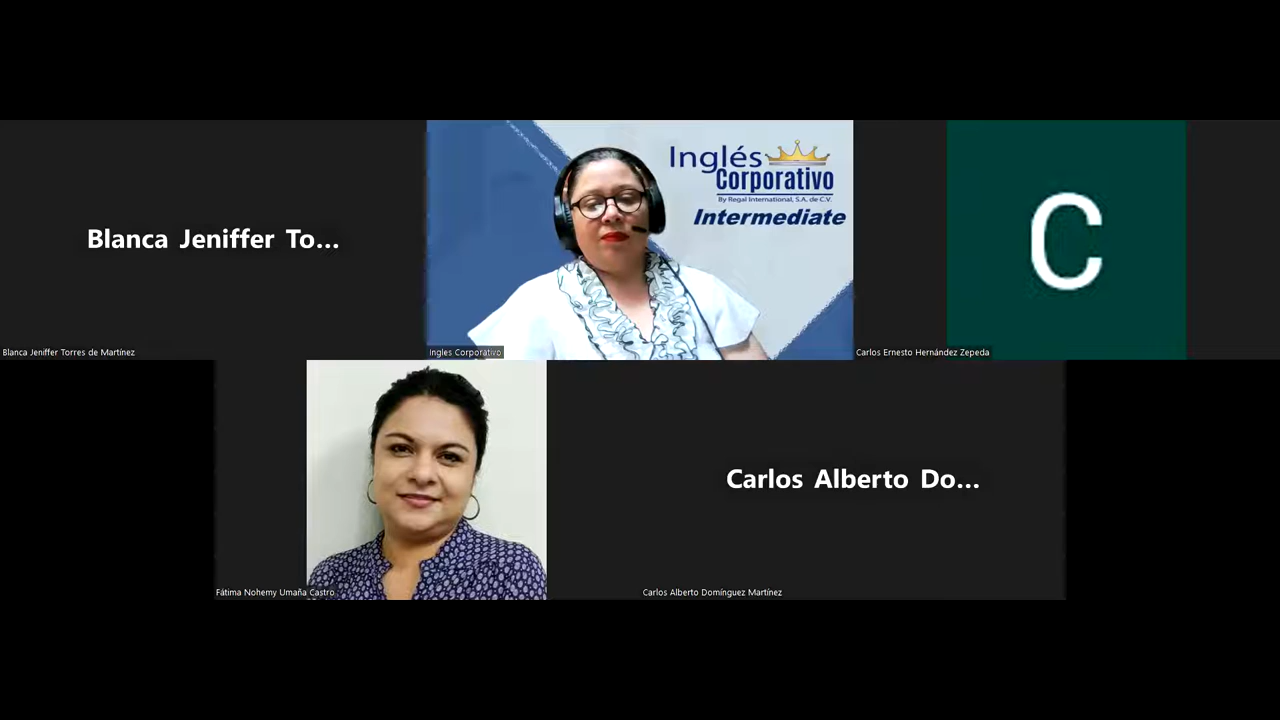 Blanca Jeniffer To...
Blanca Jeniffer Torres de Martínez
Inglés
Corporativo
By Regal International, S.A. de C.V.
Intermediate
Ingles Corporativo
C
Carlos Ernesto Hernández Zepeda
Fátima Nohemy Umaña Castro
Carlos Alberto Do...
Carlos Alberto Domínguez Martínez